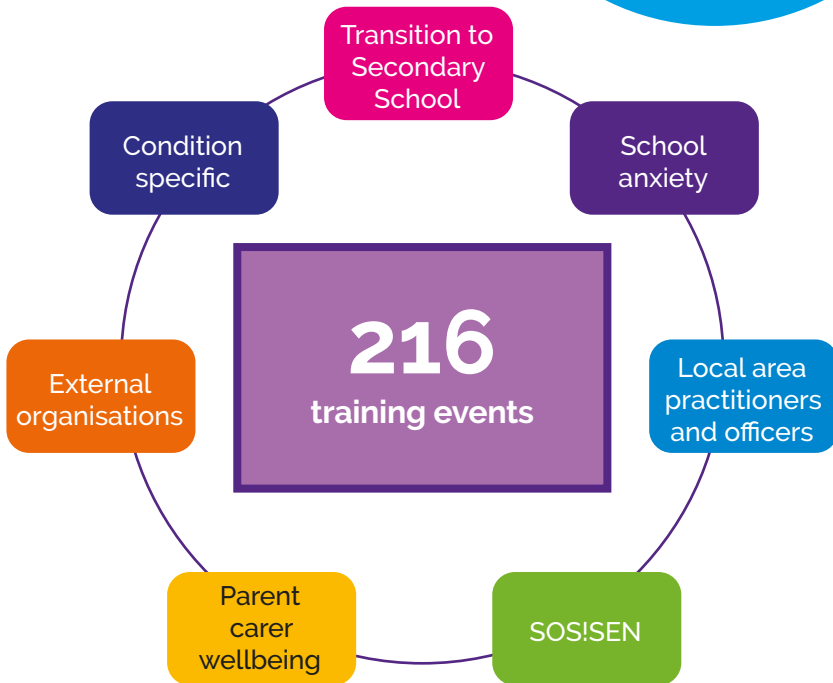 Transition to
Secondary
School
Condition
specific
School
anxiety
216
training events
External
organisations
Local area
practitioners
and officers
Parent
carer
wellbeing
SOS!SEN